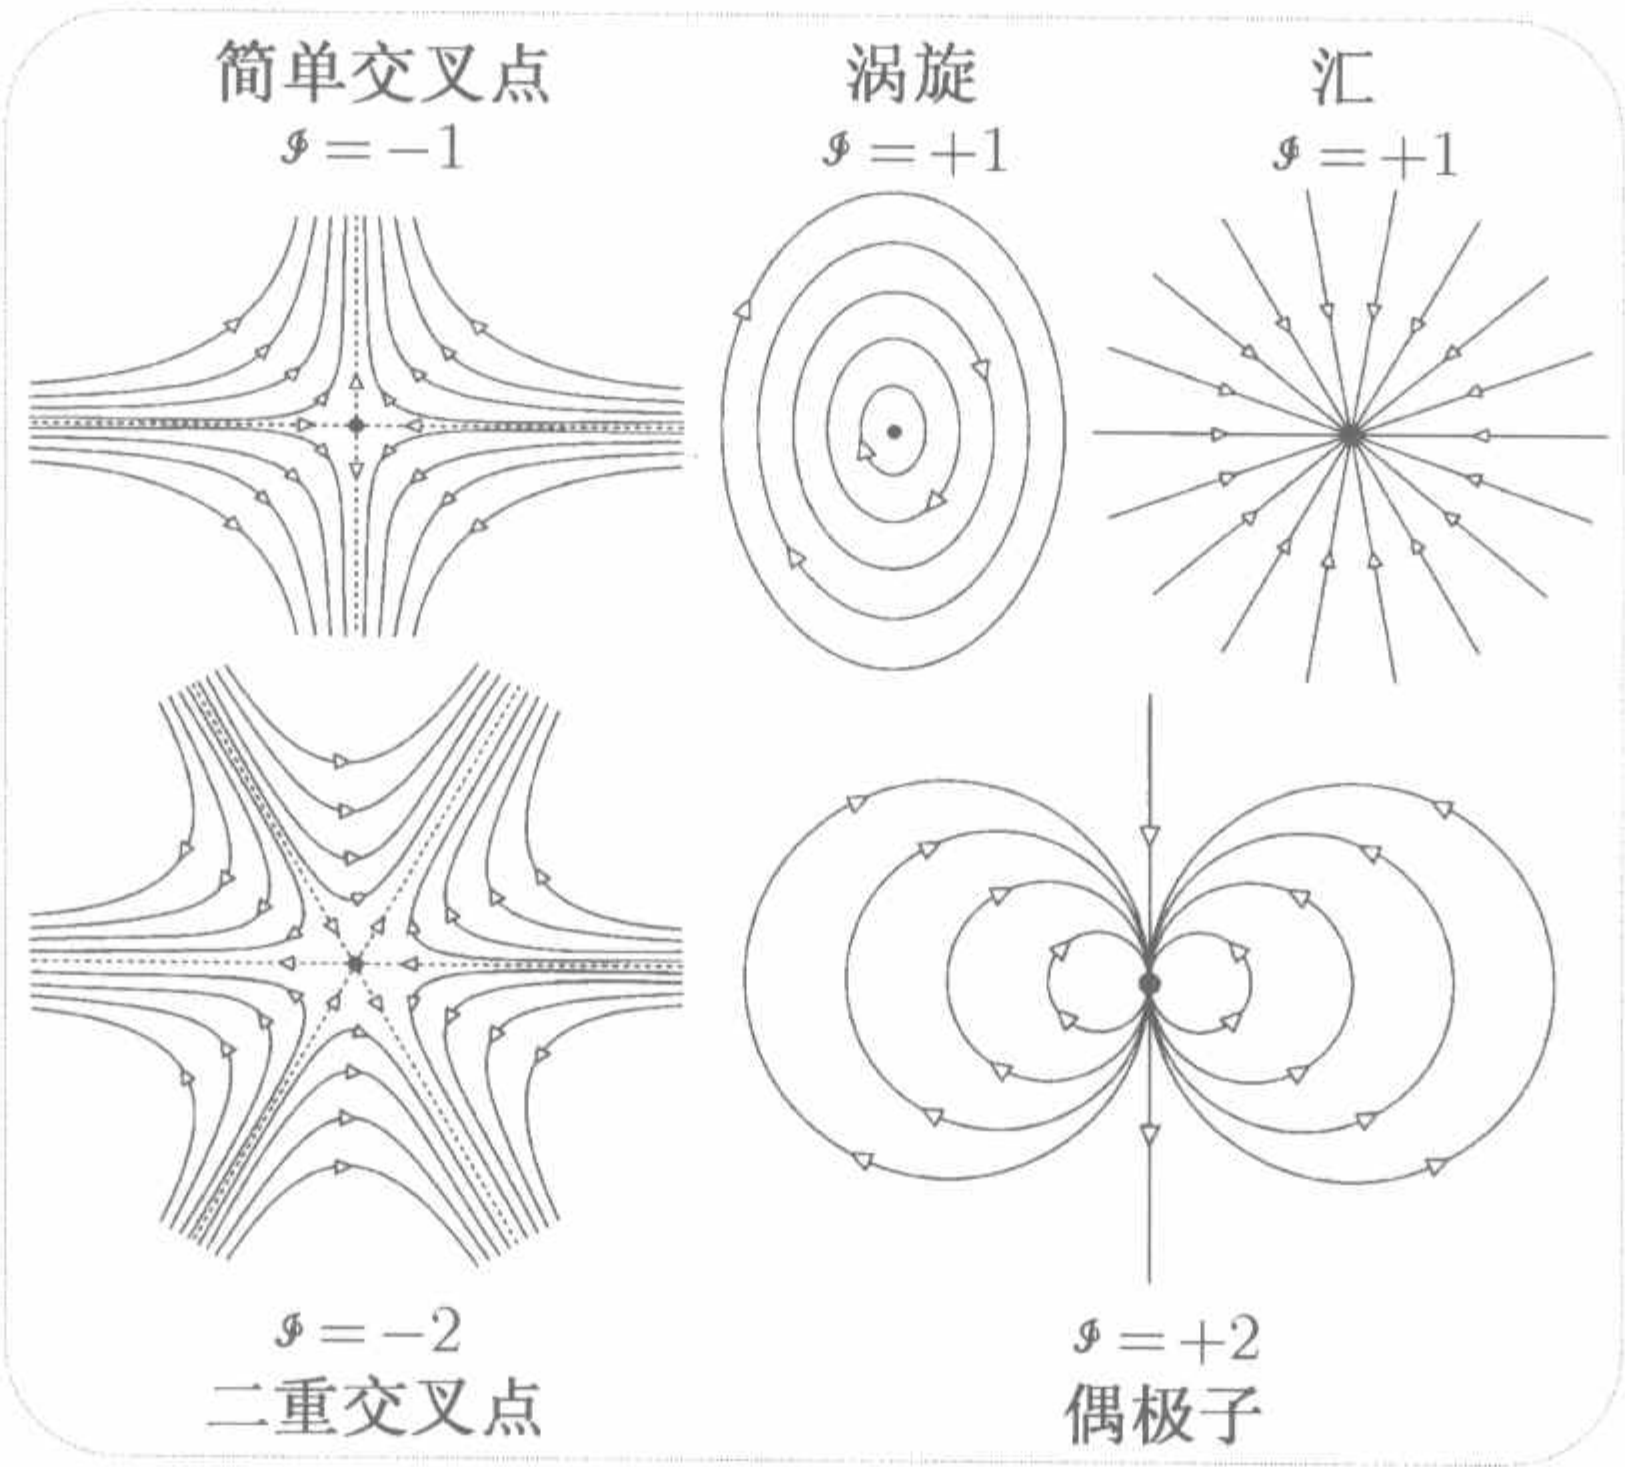 简单交叉点
𝓘 = −1
涡旋
𝓘 = +1
汇
𝓘 = +1
𝓘 = −2
二重交叉点
𝓘 = +2
偶极子